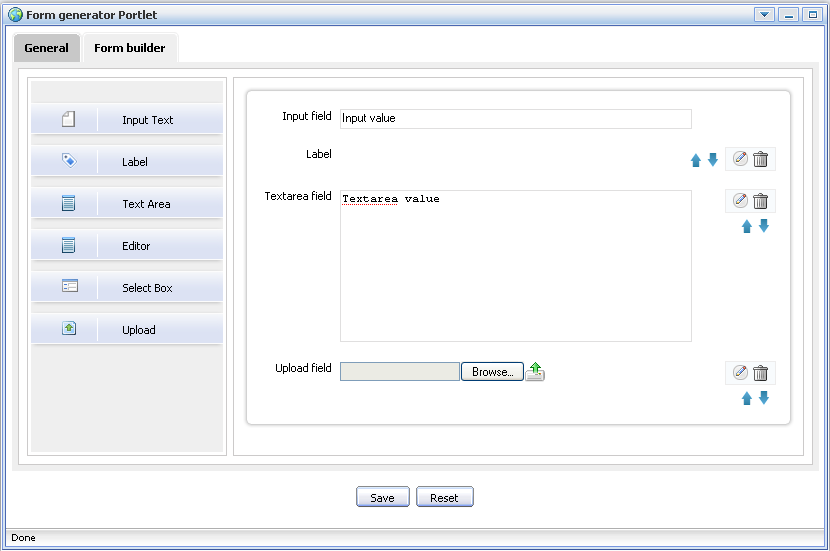 Form generator Portlet
General
Form builder
Input Text
Label
Text Area
Editor
Select Box
Upload
Input field
Input value
Label
Textarea field
Textarea value
Upload field
Browse...
Save
Reset
Done